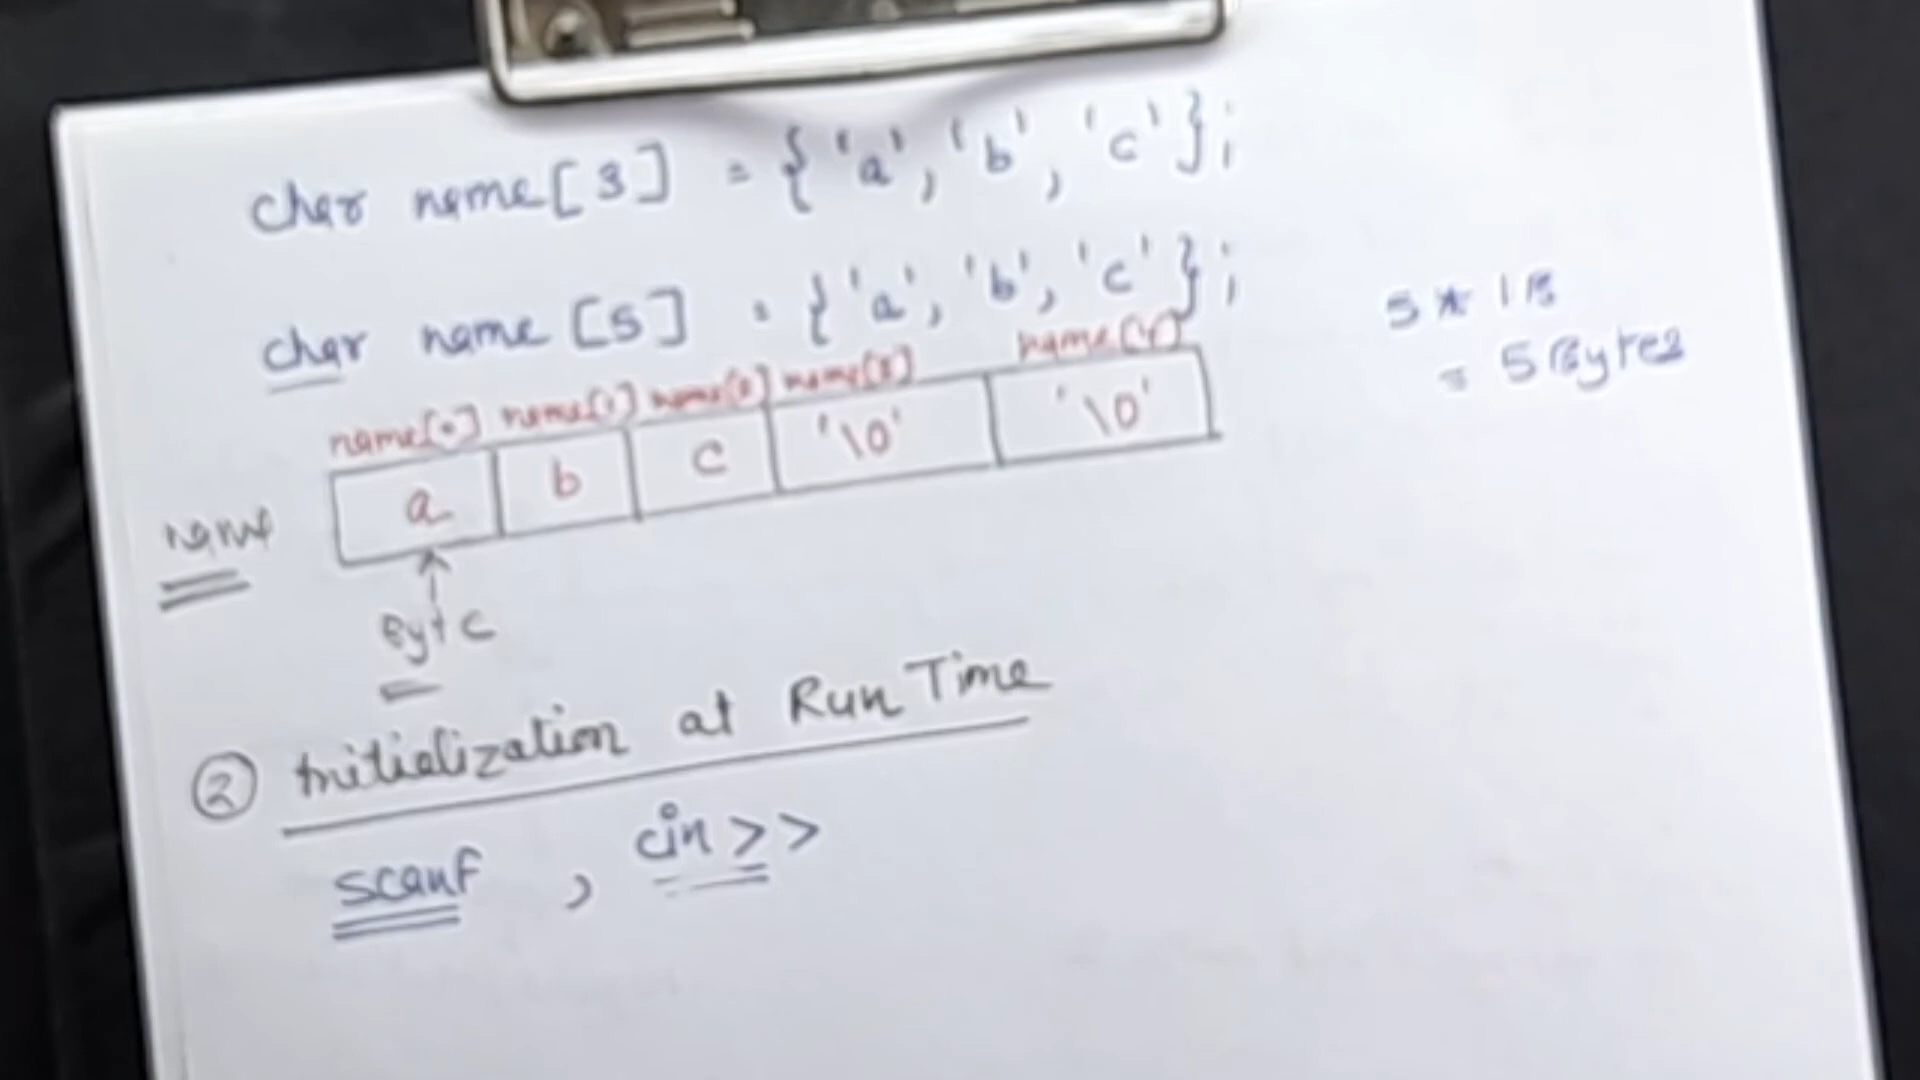 char name[3] = {'a', 'b', 'c'};
char name [5] = {'a', 'b', 'c'};
5 * 1B
= 5 Bytes
name[0] name[1] name[2] name[3] name[4]
name a b c '\0' '\0'
Byte
② Initialization at Run Time
scanf , cin >>